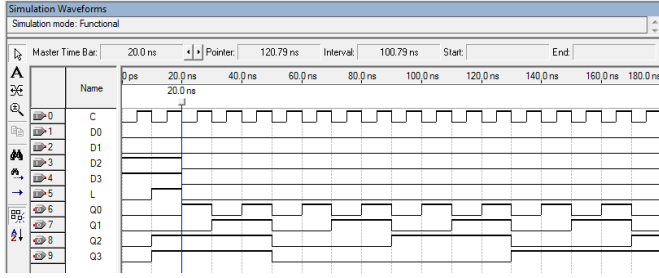 Simulation Waveforms
Simulation mode: Functional
Master Time Bar: 20.0 ns Pointer: 120.79 ns Interval: 100.79 ns Start: End:
Name
0 ps 20.0 ns 40.0 ns 60.0 ns 80.0 ns 100.0 ns 120.0 ns 140.0 ns 160.0 ns 180.0 ns
20.0 ns
0 C
1 D0
2 D1
3 D2
4 D3
5 L
6 Q0
7 Q1
8 Q2
9 Q3